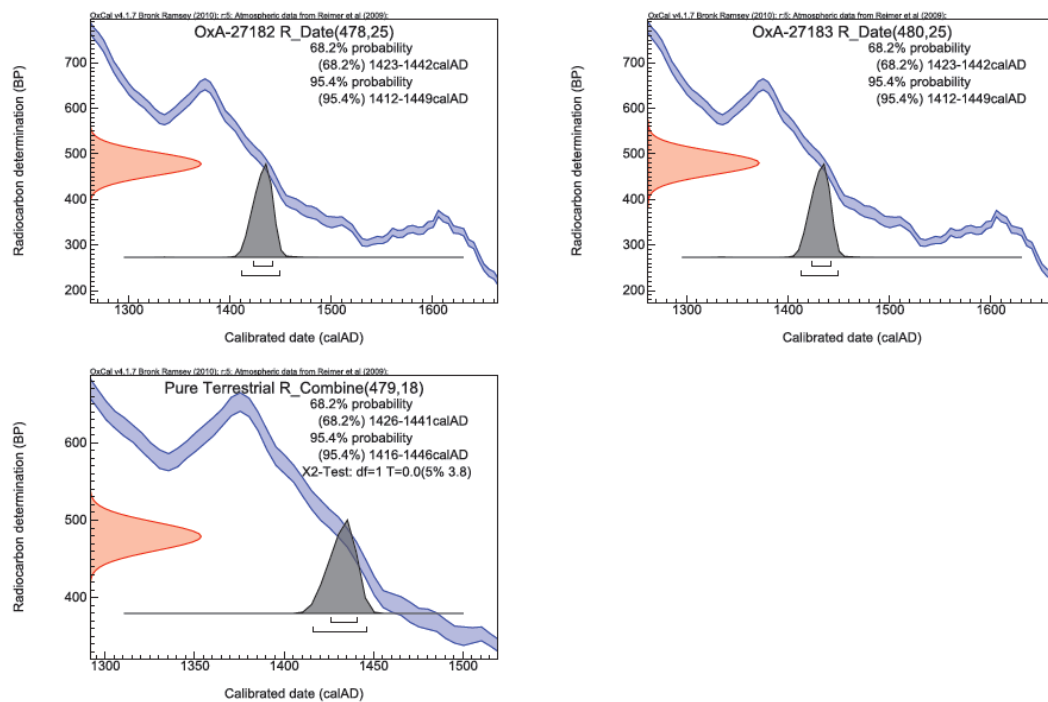 OxCal v4.1.7 Bronk Ramsey (2010); r:5; Atmospheric data from Reimer et al (2009);
OxA-27182 R_Date(478,25)
68.2% probability
(68.2%) 1423-1442calAD
95.4% probability
(95.4%) 1412-1449calAD
Radiocarbon determination (BP)
700
600
500
400
300
200
1300
1400
1500
1600
Calibrated date (calAD)
OxCal v4.1.7 Bronk Ramsey (2010); r:5; Atmospheric data from Reimer et al (2009);
OxA-27183 R_Date(480,25)
68.2% probability
(68.2%) 1423-1442calAD
95.4% probability
(95.4%) 1412-1449calAD
Radiocarbon determination (BP)
700
600
500
400
300
200
1300
1400
1500
1600
Calibrated date (calAD)
OxCal v4.1.7 Bronk Ramsey (2010); r:5; Atmospheric data from Reimer et al (2009);
Pure Terrestrial R_Combine(479,18)
68.2% probability
(68.2%) 1426-1441calAD
95.4% probability
(95.4%) 1416-1446calAD
X2-Test: df=1 T=0.0(5% 3.8)
Radiocarbon determination (BP)
600
500
400
1300
1350
1400
1450
1500
Calibrated date (calAD)